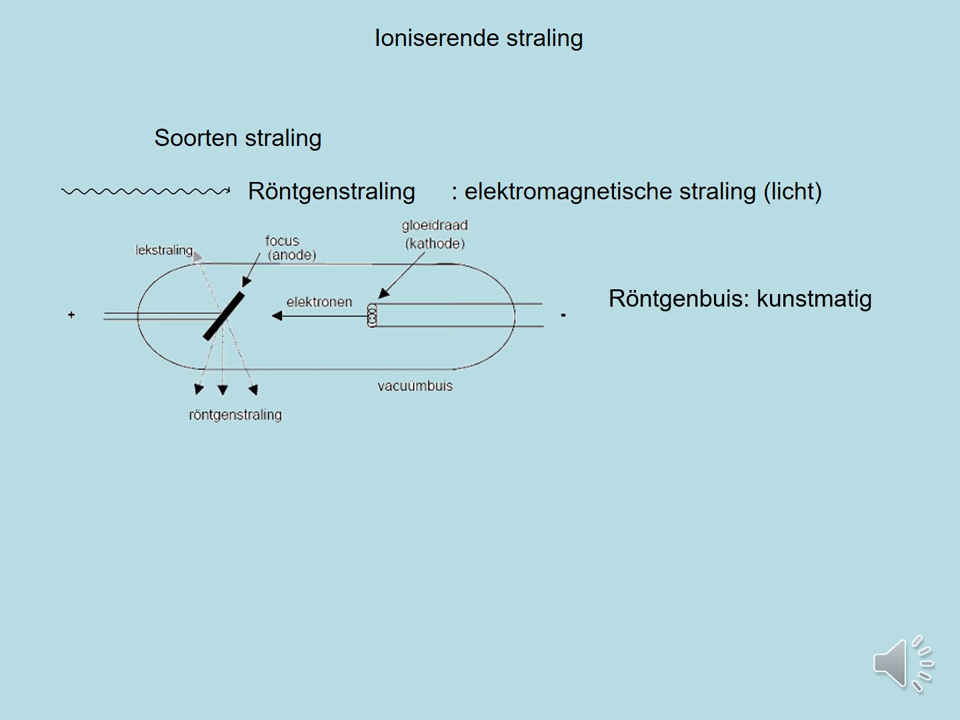 Ioniserende straling
Soorten straling
Röntgenstraling : elektromagnetische straling (licht)
gloeidraad
(kathode)
focus
(anode)
lekstraling
elektronen
Röntgenbuis: kunstmatig
+
-
vacuümbuis
röntgenstraling